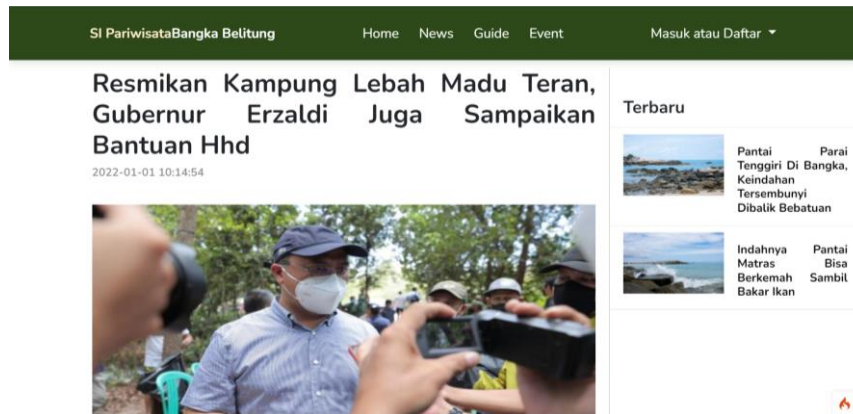 SI PariwisataBangka Belitung
Home News Guide Event
Masuk atau Daftar
Resmikan Kampung Lebah Madu Teran,
Gubernur Erzaldi Juga Sampaikan
Bantuan Hhd
2022-01-01 10:14:54
Terbaru
Pantai Parai
Tenggiri Di Bangka,
Keindahan
Tersembunyi
Dibalik Bebatuan
Indahnya Pantai
Matras Bisa
Berkemah Sambil
Bakar Ikan